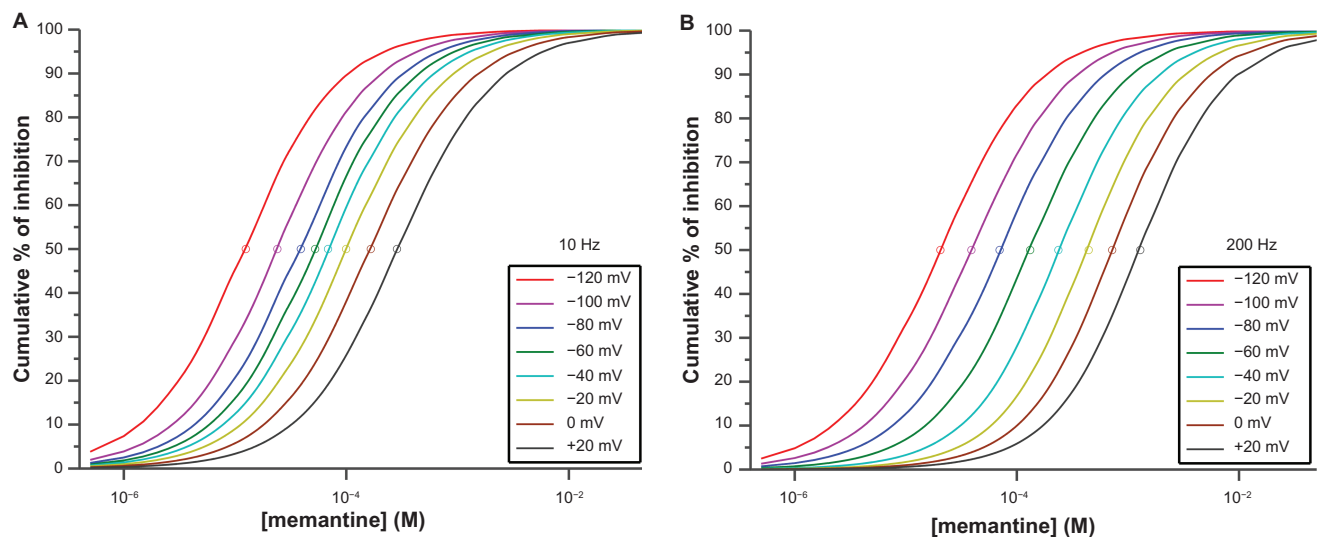 A
Cumulative % of inhibition
100
90
80
70
60
50
40
30
20
10
0
10⁻⁶
10⁻⁴
10⁻²
[memantine] (M)
10 Hz
−120 mV
−100 mV
−80 mV
−60 mV
−40 mV
−20 mV
0 mV
+20 mV
B
Cumulative % of inhibition
100
90
80
70
60
50
40
30
20
10
0
10⁻⁶
10⁻⁴
10⁻²
[memantine] (M)
200 Hz
−120 mV
−100 mV
−80 mV
−60 mV
−40 mV
−20 mV
0 mV
+20 mV